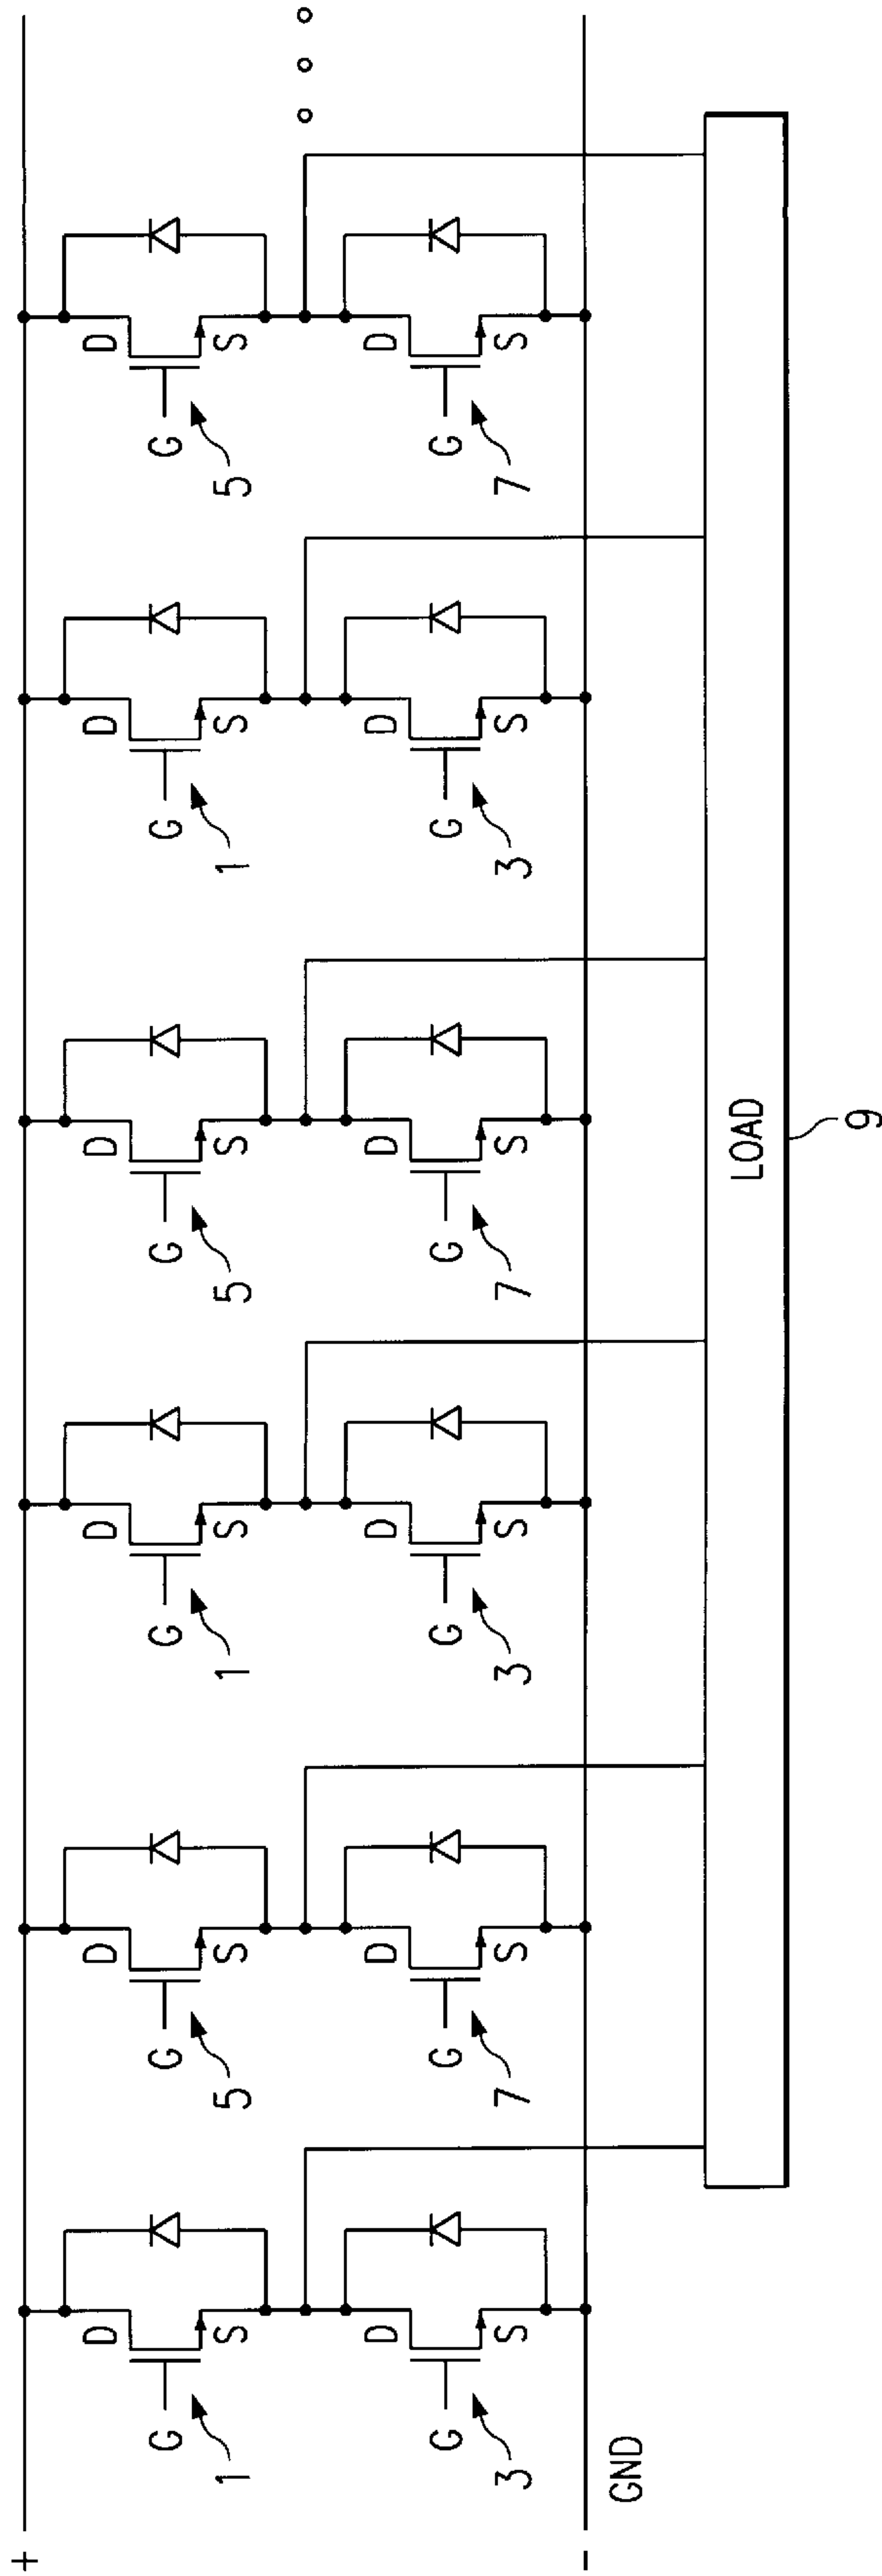 +
D D D D D D
G G G G G G
1 S 5 S 1 S 5 S 1 S 5 S
D D D D D D
G G G G G G
3 S 7 S 3 S 7 S 3 S 7 S
-
GND
LOAD
9